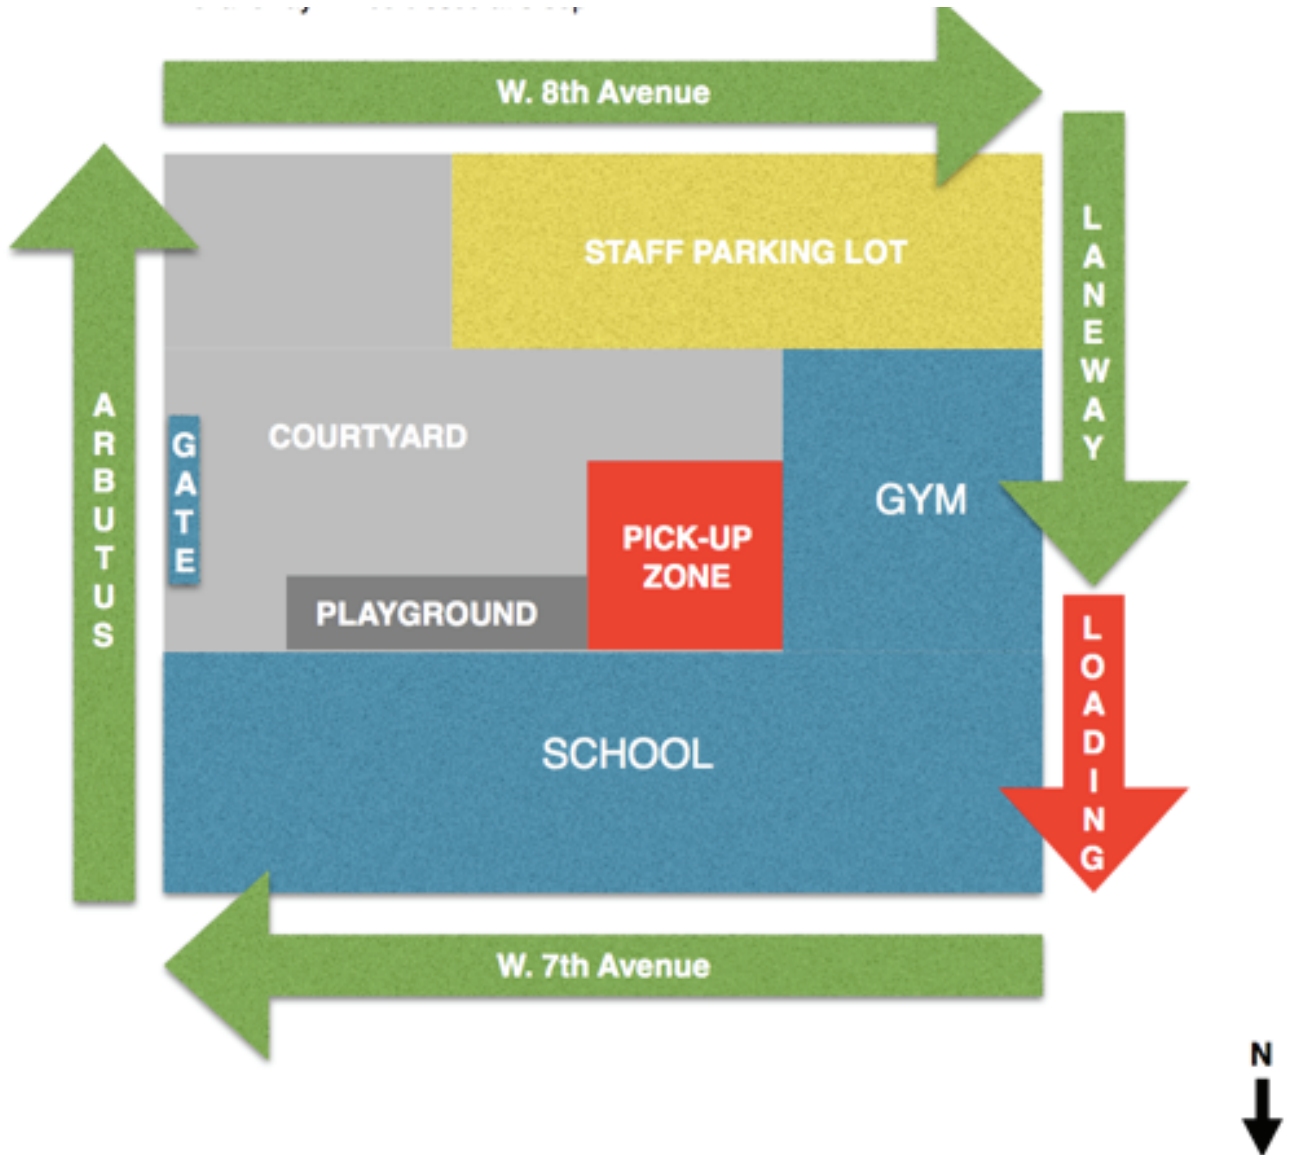 W. 8th Avenue
STAFF PARKING LOT
LANEWAY
ARBUTUS
GATE
COURTYARD
GYM
PICK-UP
ZONE
PLAYGROUND
LOADING
SCHOOL
W. 7th Avenue
N